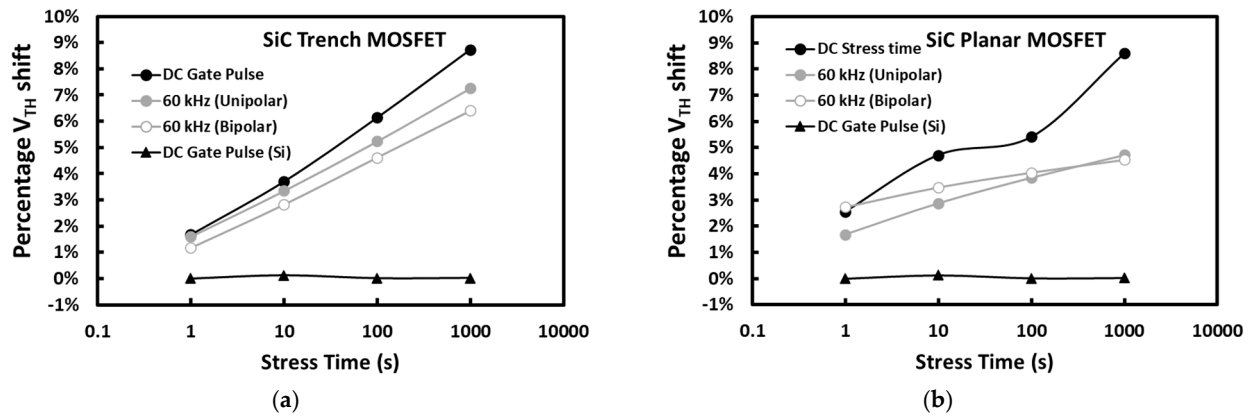 10%
9%
8%
7%
6%
5%
4%
3%
2%
1%
0%
-1%
Percentage VTH shift
SiC Trench MOSFET
DC Gate Pulse
60 kHz (Unipolar)
60 kHz (Bipolar)
DC Gate Pulse (Si)
0.1 1 10 100 1000 10000
Stress Time (s)
(a)
10%
9%
8%
7%
6%
5%
4%
3%
2%
1%
0%
-1%
Percentage VTH shift
SiC Planar MOSFET
DC Stress time
60 kHz (Unipolar)
60 kHz (Bipolar)
DC Gate Pulse (Si)
0.1 1 10 100 1000 10000
Stress Time (s)
(b)